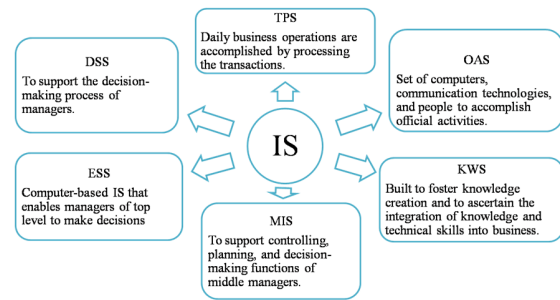 TPS
Daily business operations are
accomplished by processing
the transactions.
DSS
To support the decision-
making process of
managers.
OAS
Set of computers,
communication technologies,
and people to accomplish
official activities.
IS
ESS
Computer-based IS that
enables managers of top
level to make decisions
KWS
Built to foster knowledge
creation and to ascertain the
integration of knowledge and
technical skills into business.
MIS
To support controlling,
planning, and decision-
making functions of
middle managers.